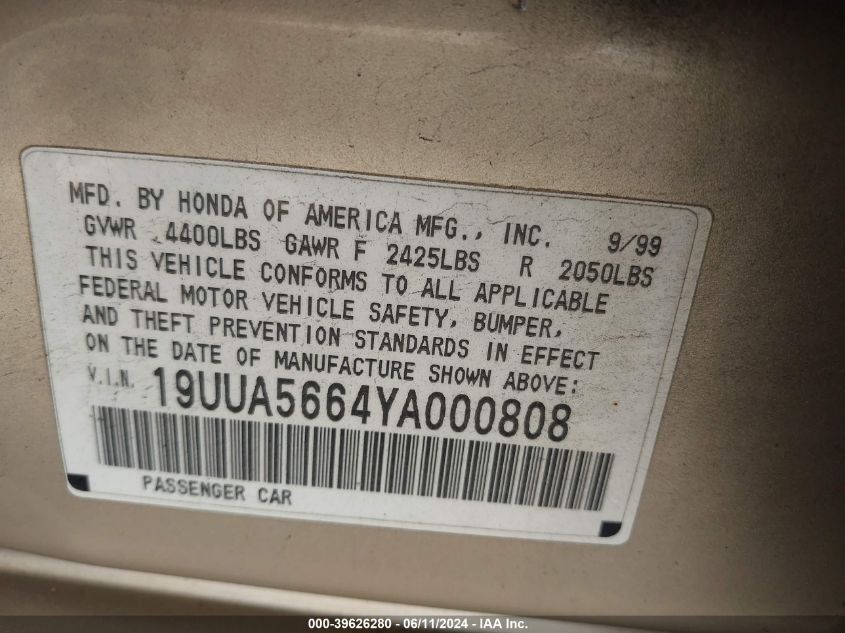 MFD. BY HONDA OF AMERICA MFG., INC. 9/99
GVWR 4400LBS GAWR F 2425LBS R 2050LBS
THIS VEHICLE CONFORMS TO ALL APPLICABLE
FEDERAL MOTOR VEHICLE SAFETY, BUMPER,
AND THEFT PREVENTION STANDARDS IN EFFECT
ON THE DATE OF MANUFACTURE SHOWN ABOVE:
V.I.N. 19UUA5664YA000808
PASSENGER CAR
000-39626280 - 06/11/2024 - IAA Inc.